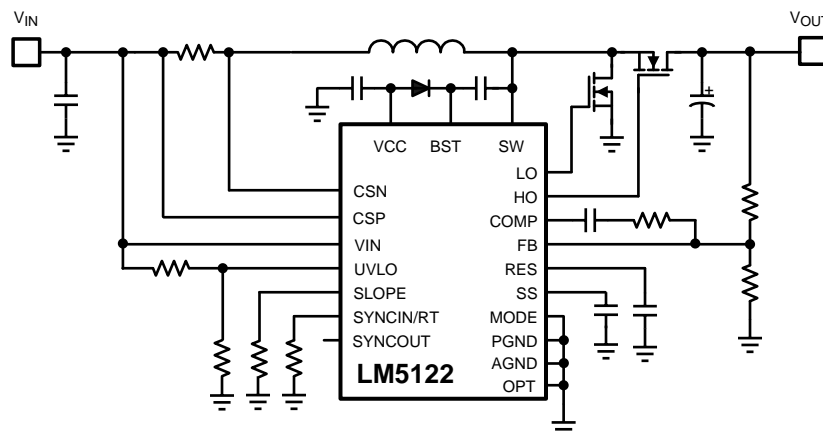 VIN
VOUT
+
VCC BST SW
LO
HO
CSN
COMP
CSP
FB
VIN
RES
UVLO
SS
SLOPE
MODE
SYNCIN/RT
PGND
SYNCOUT
AGND
LM5122
OPT